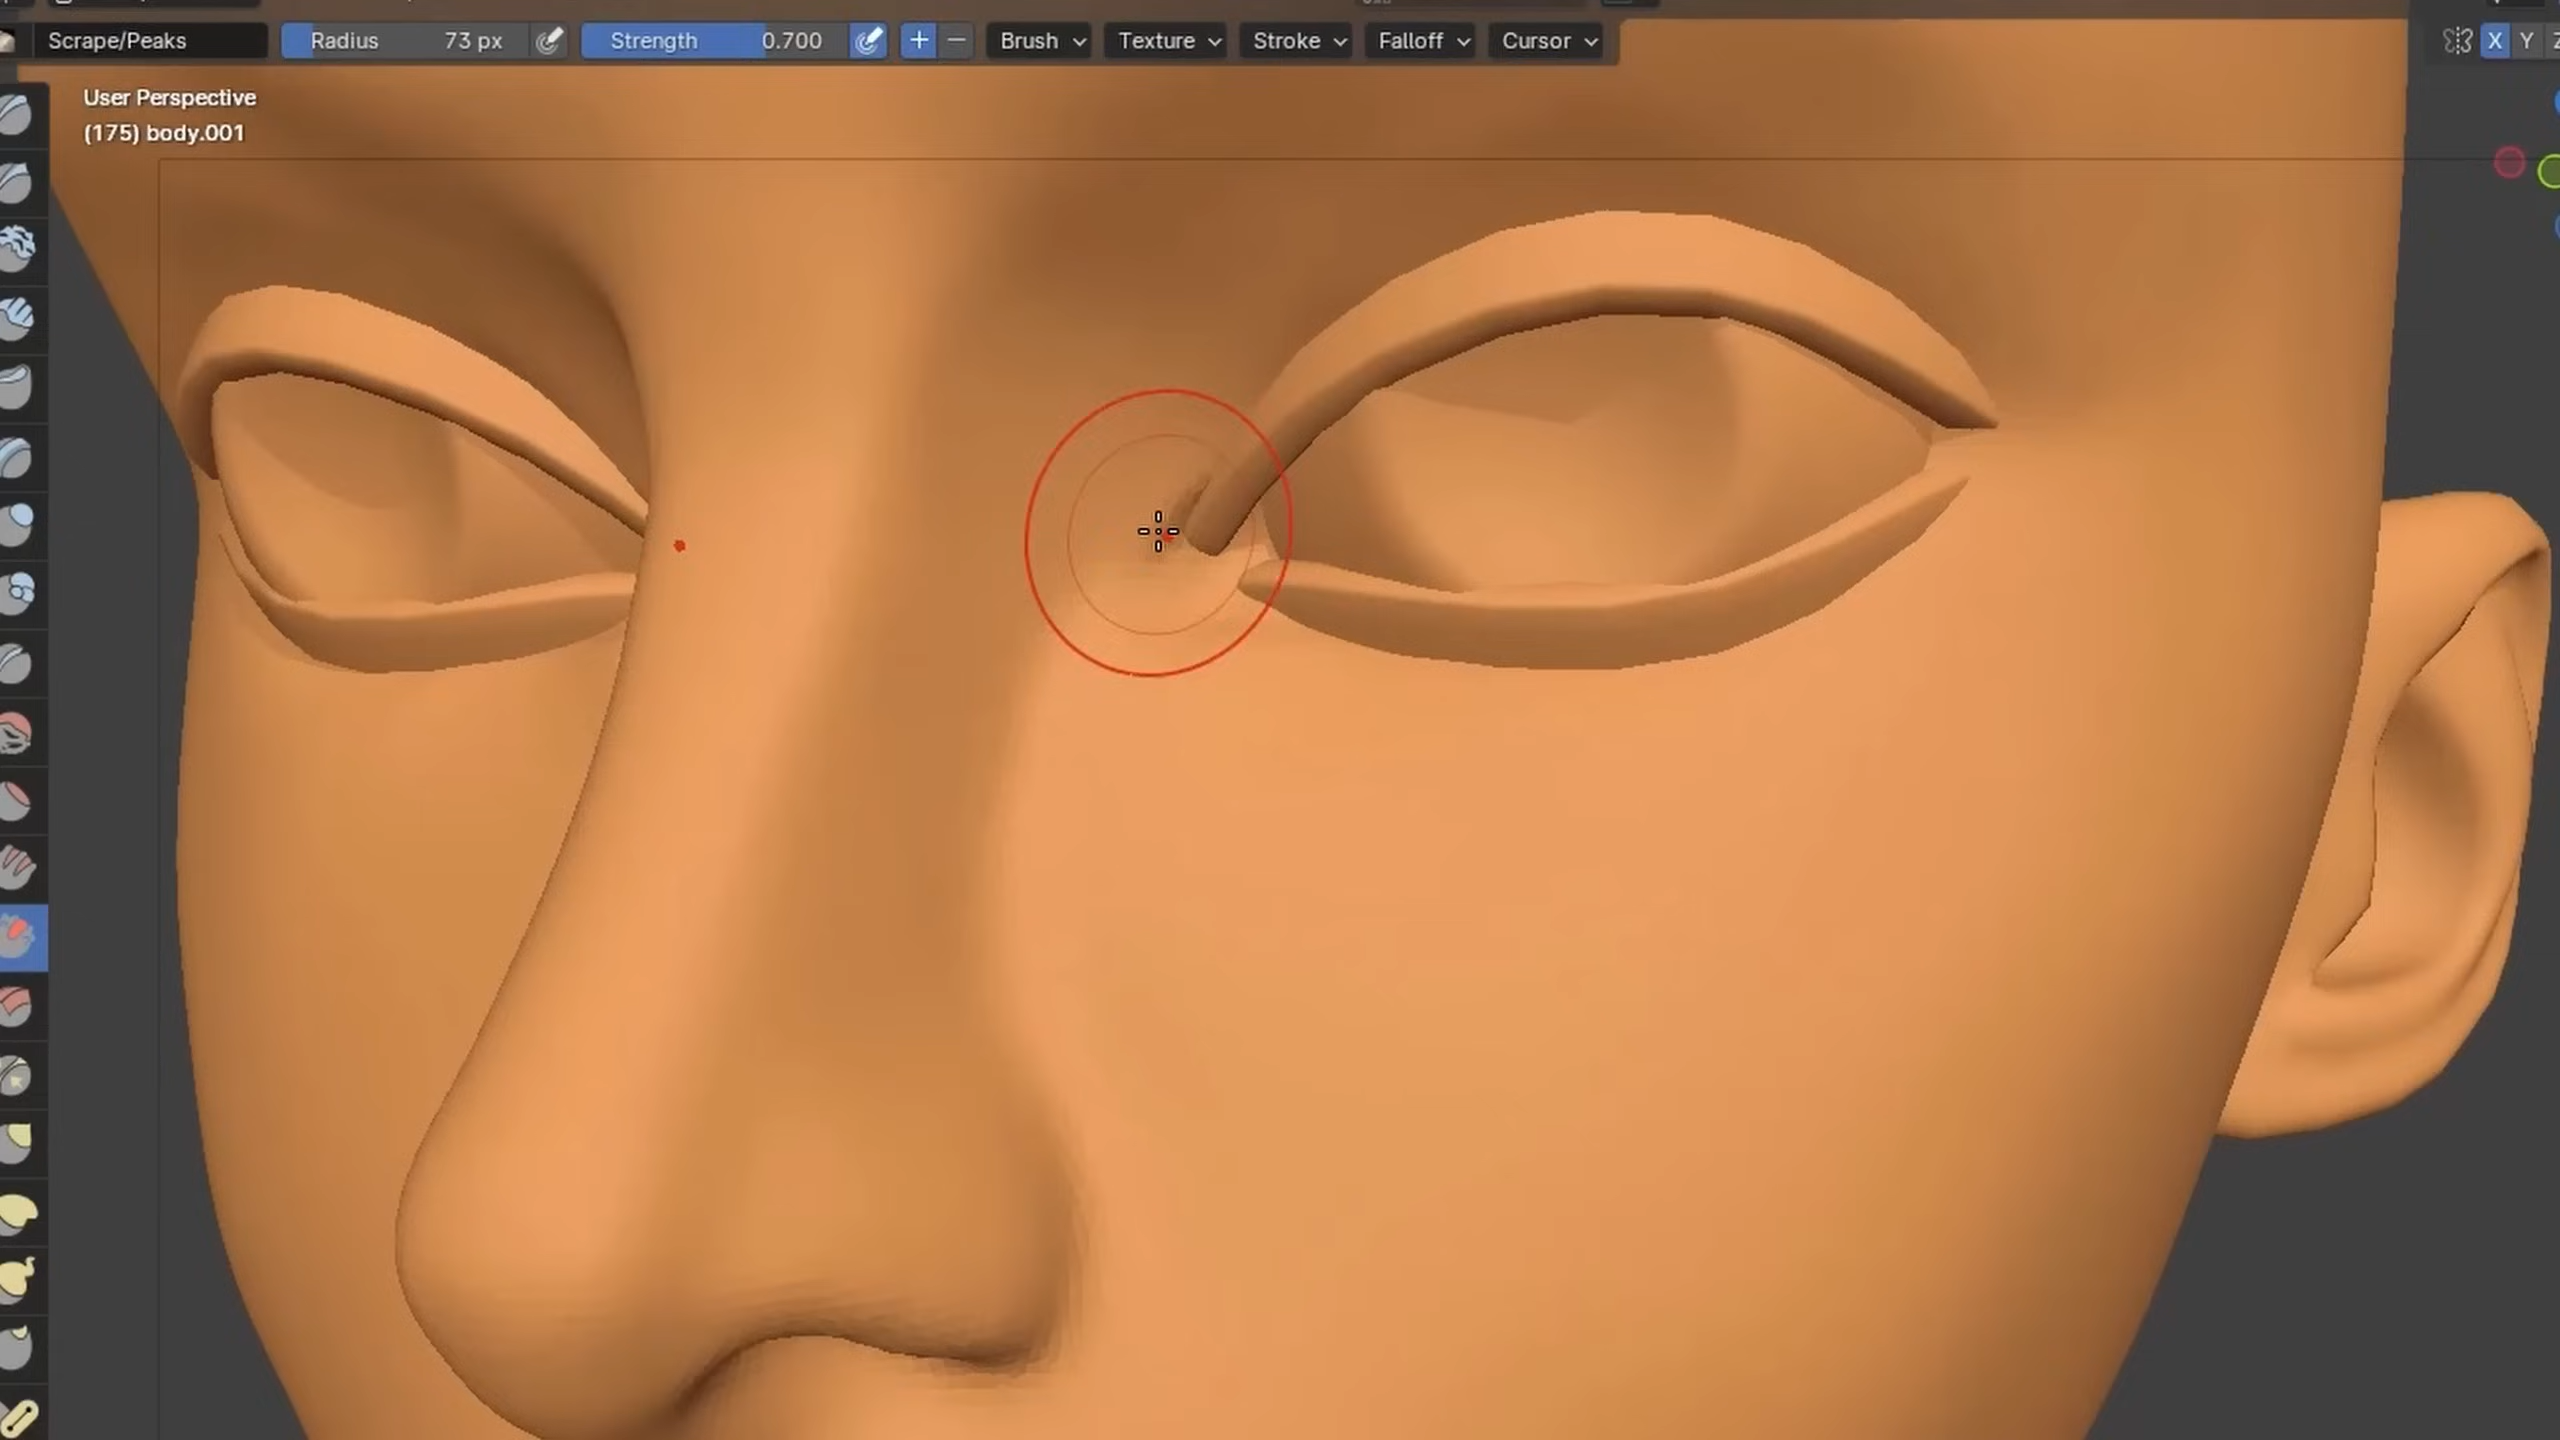 Scrape/Peaks Radius 73 px Strength 0.700 + − Brush Texture Stroke Falloff Cursor X Y
User Perspective
(175) body.001